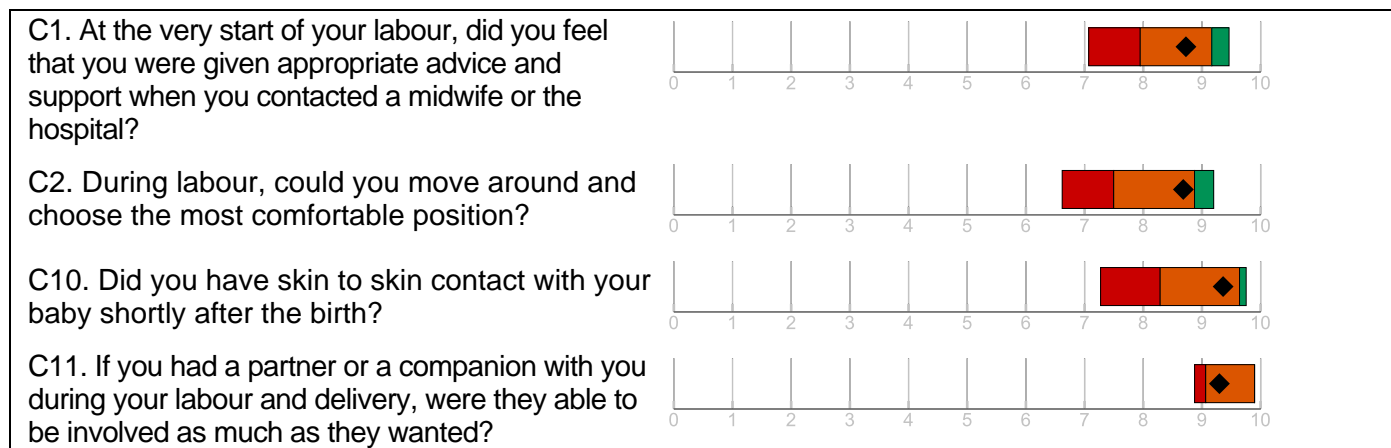 C1. At the very start of your labour, did you feel
that you were given appropriate advice and
support when you contacted a midwife or the
hospital?
0 1 2 3 4 5 6 7 8 9 10
C2. During labour, could you move around and
choose the most comfortable position?
0 1 2 3 4 5 6 7 8 9 10
C10. Did you have skin to skin contact with your
baby shortly after the birth?
0 1 2 3 4 5 6 7 8 9 10
C11. If you had a partner or a companion with you
during your labour and delivery, were they able to
be involved as much as they wanted?
0 1 2 3 4 5 6 7 8 9 10